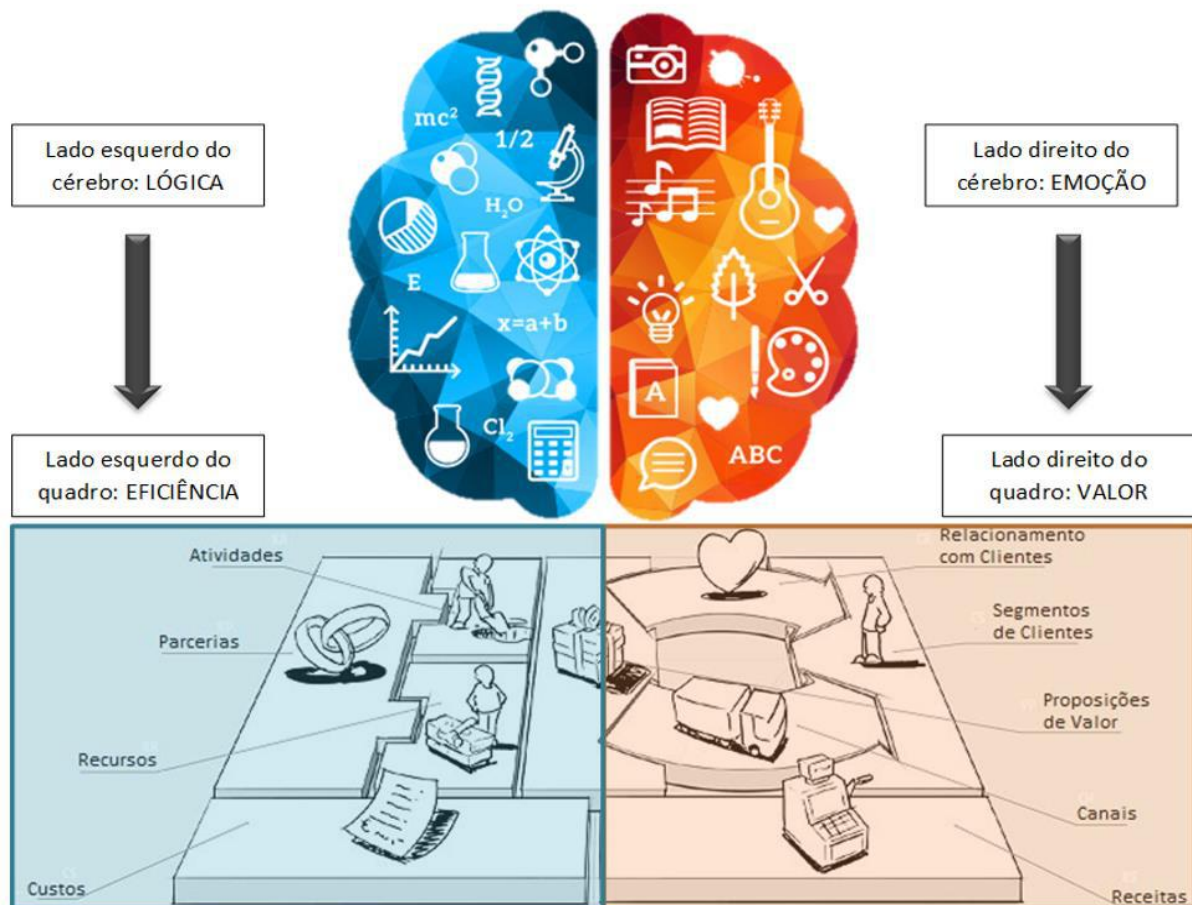 Lado esquerdo do
cérebro: LÓGICA
Lado direito do
cérebro: EMOÇÃO
mc²
1/2
H₂O
E
x=a+b
Cl₂
A
ABC
Lado esquerdo do
quadro: EFICIÊNCIA
Lado direito do
quadro: VALOR
Atividades
Parcerias
Recursos
Custos
Relacionamento
com Clientes
Segmentos
de Clientes
Proposições
de Valor
Canais
Receitas